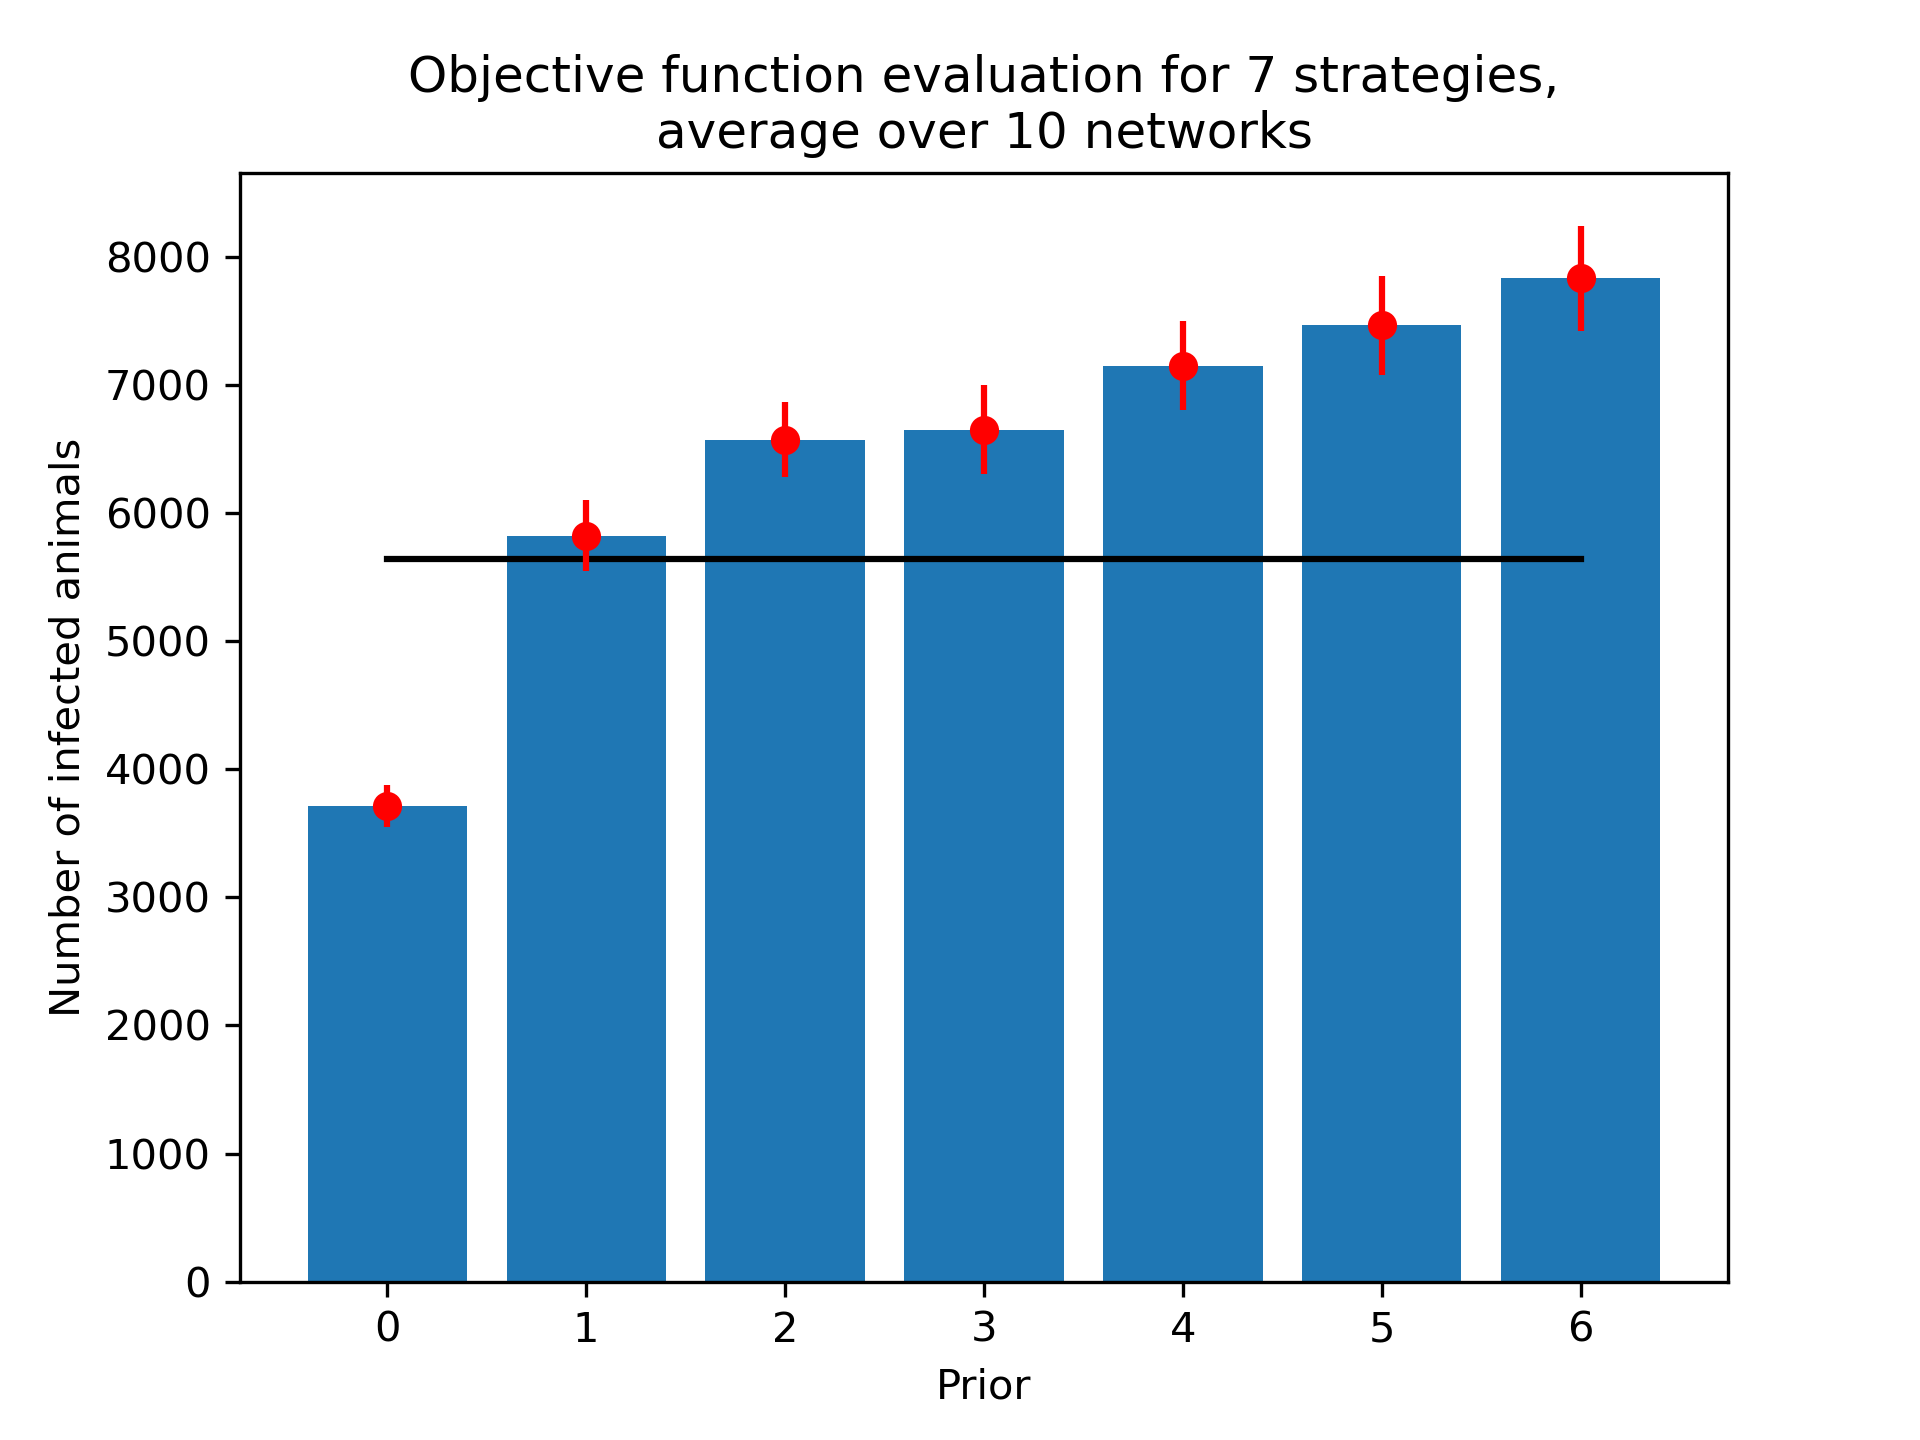 Objective function evaluation for 7 strategies,
average over 10 networks
Number of infected animals
8000
7000
6000
5000
4000
3000
2000
1000
0
0 1 2 3 4 5 6
Prior